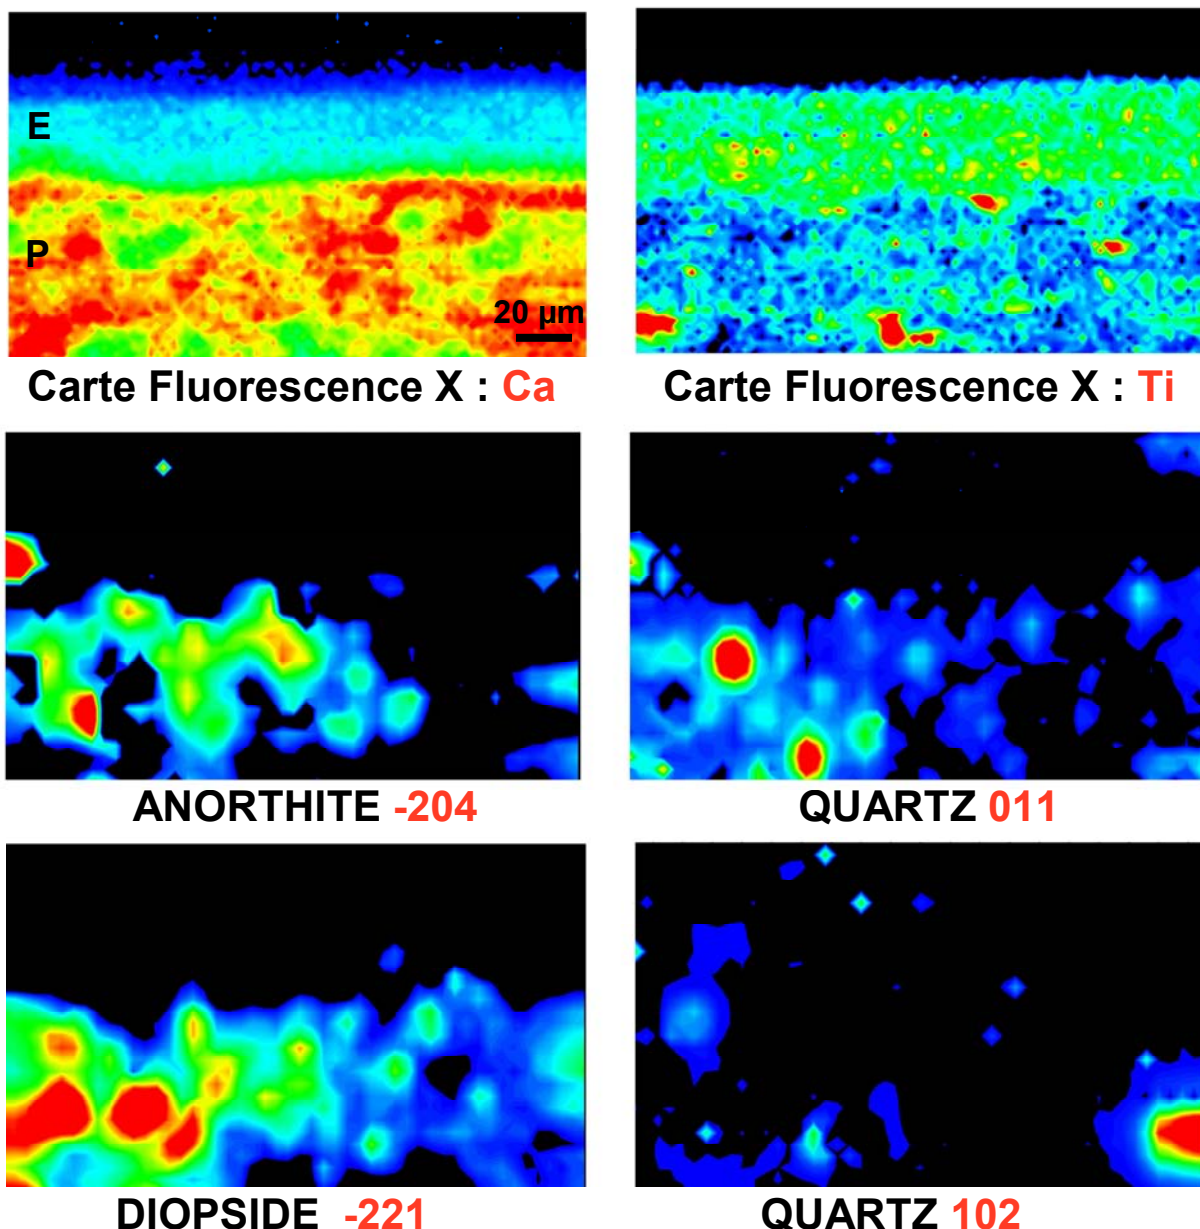 E
P
20 µm
Carte Fluorescence X : Ca
Carte Fluorescence X : Ti
ANORTHITE -204
QUARTZ 011
DIOPSIDE -221
QUARTZ 102